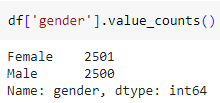 df['gender'].value_counts()
Female    2501
Male      2500
Name: gender, dtype: int64